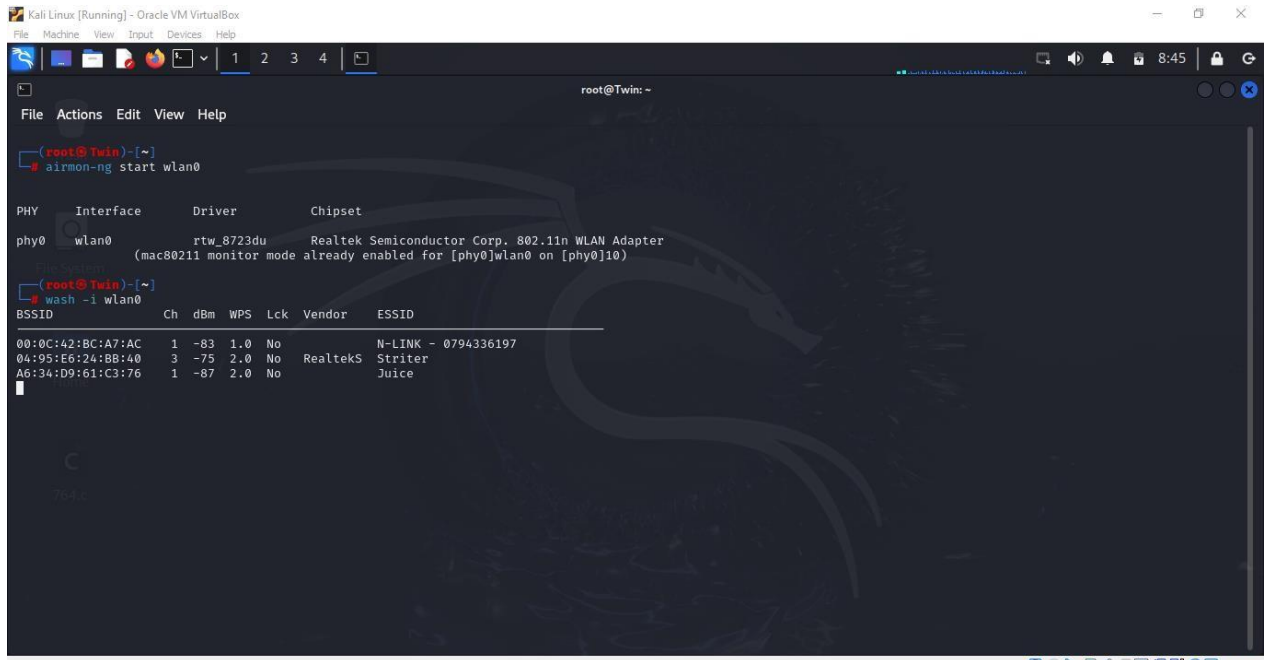 Kali Linux [Running] - Oracle VM VirtualBox
File Machine View Input Devices Help
1 2 3 4 8:45
root@Twin: ~
File Actions Edit View Help
┌──(root㉿Twin)-[~]
└─# airmon-ng start wlan0
PHY Interface Driver Chipset
phy0 wlan0 rtw_8723du Realtek Semiconductor Corp. 802.11n WLAN Adapter
(mac80211 monitor mode already enabled for [phy0]wlan0 on [phy0]10)
File System
┌──(root㉿Twin)-[~]
└─# wash -i wlan0
BSSID Ch dBm WPS Lck Vendor ESSID
00:0C:42:BC:A7:AC 1 -83 1.0 No N-LINK - 0794336197
04:95:E6:24:BB:40 3 -75 2.0 No RealtekS Striter
A6:34:D9:61:C3:76 1 -87 2.0 No Juice
C
764.c